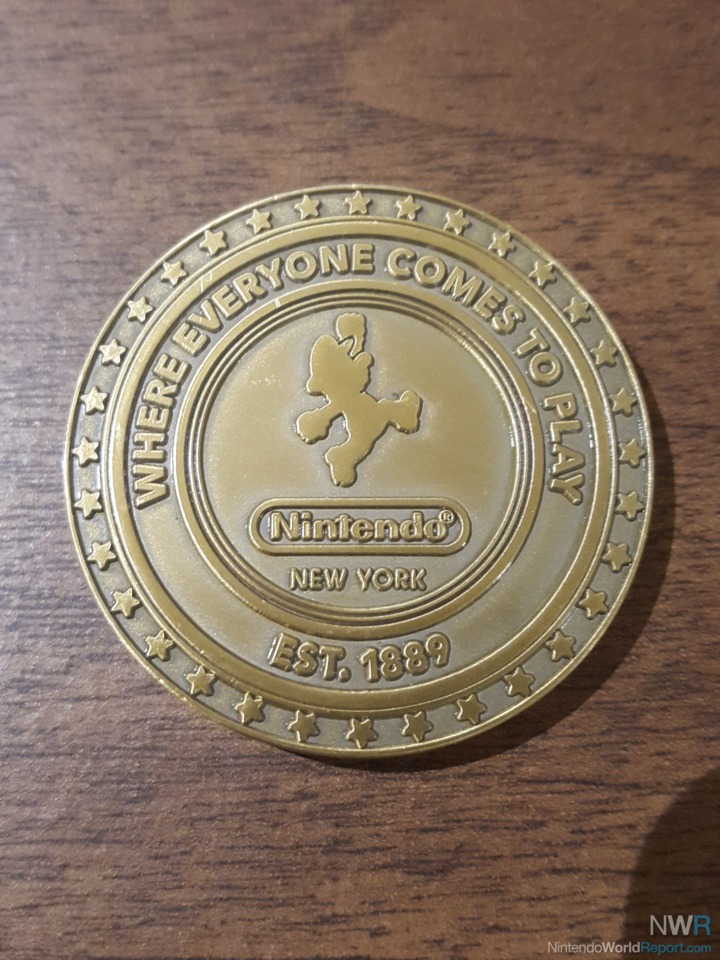 WHERE EVERYONE COMES TO PLAY
Nintendo®
NEW YORK
EST. 1889
NWR
NintendoWorldReport.com